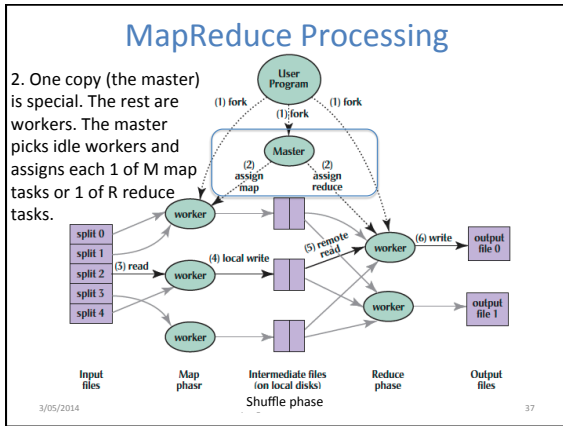 MapReduce Processing
2. One copy (the master)
is special. The rest are
workers. The master
picks idle workers and
assigns each 1 of M map
tasks or 1 of R reduce
tasks.
User
Program
(1) fork
(1) fork
(1) fork
Master
(2)
assign
map
(2)
assign
reduce
worker
split 0
split 1
split 2
split 3
split 4
(3) read
worker
(4) local write
(5) remote
read
worker
(6) write
output
file 0
worker
output
file 1
worker
Input
files
Map
phasr
Intermediate files
(on local disks)
Reduce
phase
Output
files
Shuffle phase
3/05/2014
37